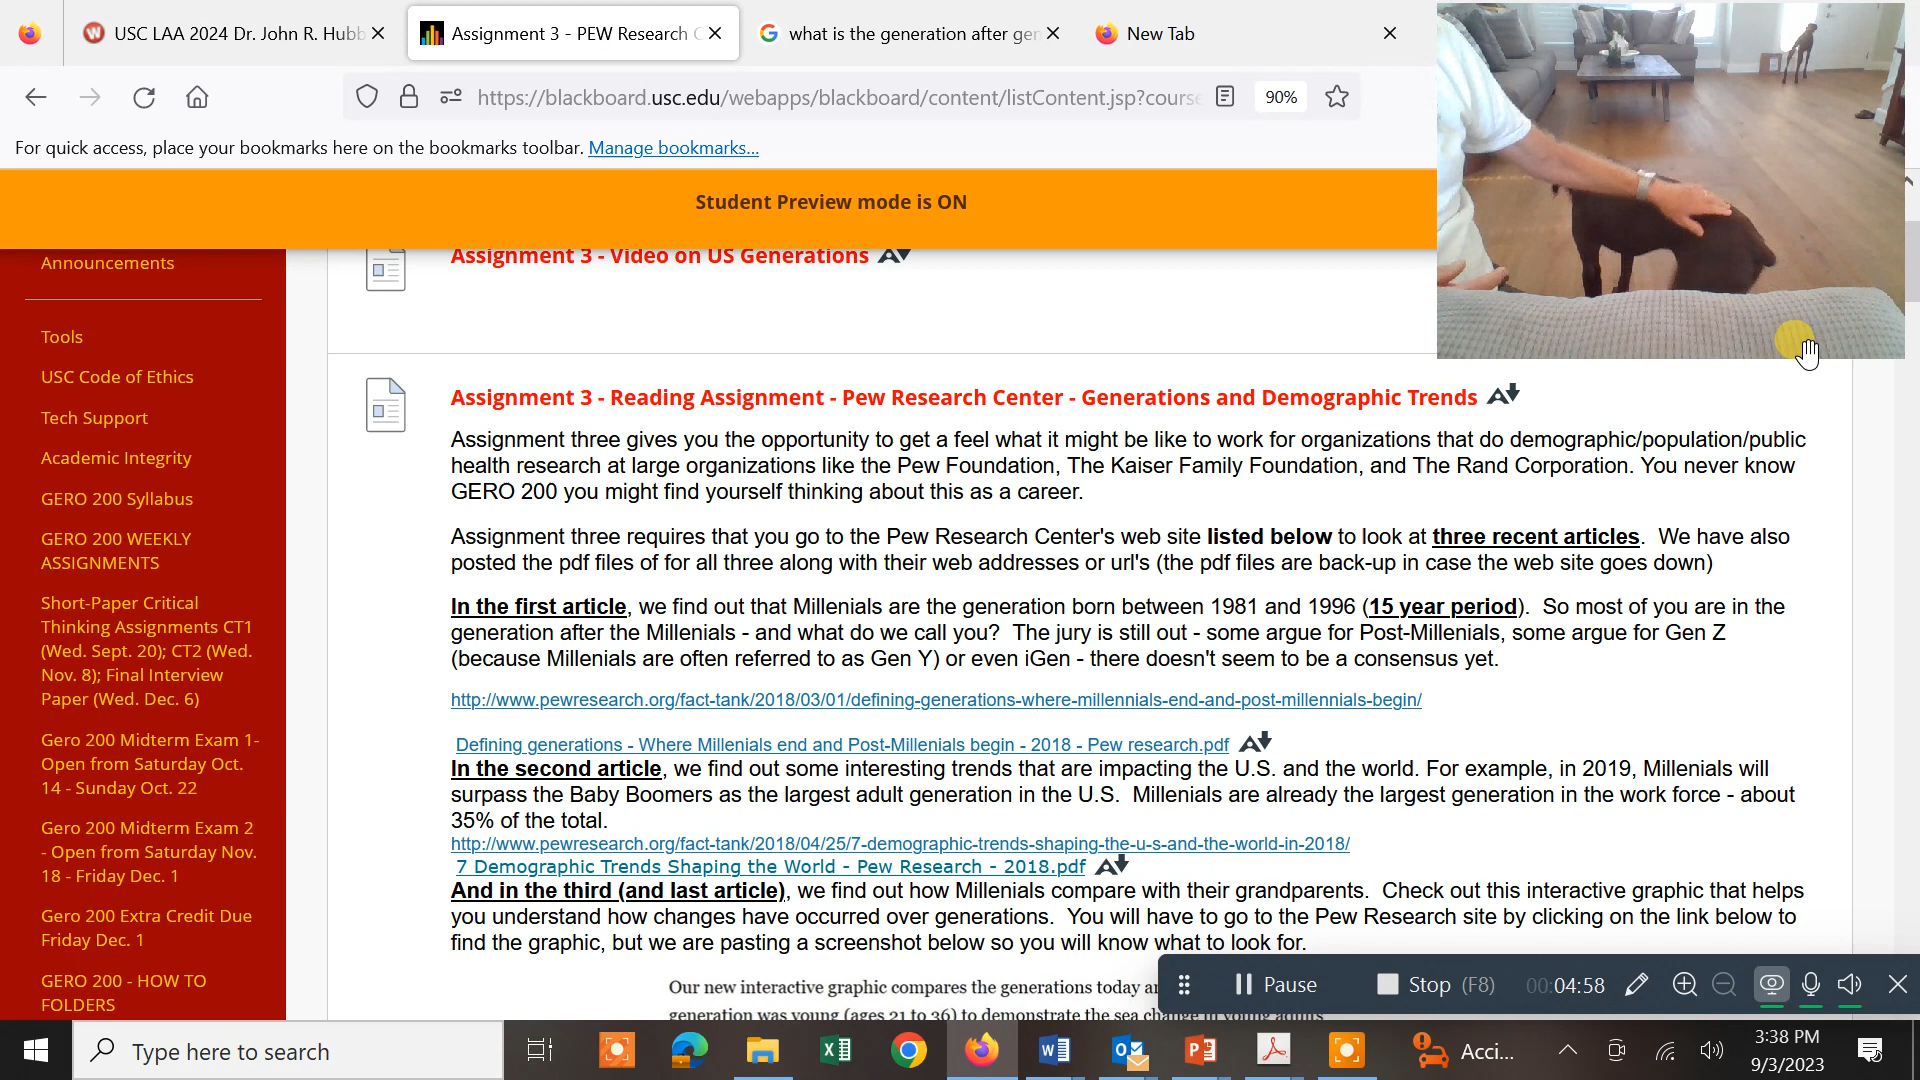 USC LAA 2024 Dr. John R. Hubb
Assignment 3 - PEW Research C
what is the generation after gen
New Tab
https://blackboard.usc.edu/webapps/blackboard/content/listContent.jsp?course
90%
For quick access, place your bookmarks here on the bookmarks toolbar. Manage bookmarks...
Student Preview mode is ON
Announcements
Tools
USC Code of Ethics
Tech Support
Academic Integrity
GERO 200 Syllabus
GERO 200 WEEKLY
ASSIGNMENTS
Short-Paper Critical
Thinking Assignments CT1
(Wed. Sept. 20); CT2 (Wed.
Nov. 8); Final Interview
Paper (Wed. Dec. 6)
Gero 200 Midterm Exam 1-
Open from Saturday Oct.
14 - Sunday Oct. 22
Gero 200 Midterm Exam 2
- Open from Saturday Nov.
18 - Friday Dec. 1
Gero 200 Extra Credit Due
Friday Dec. 1
GERO 200 - HOW TO
FOLDERS
Assignment 3 - Video on US Generations
Assignment 3 - Reading Assignment - Pew Research Center - Generations and Demographic Trends
Assignment three gives you the opportunity to get a feel what it might be like to work for organizations that do demographic/population/public
health research at large organizations like the Pew Foundation, The Kaiser Family Foundation, and The Rand Corporation. You never know
GERO 200 you might find yourself thinking about this as a career.
Assignment three requires that you go to the Pew Research Center's web site listed below to look at three recent articles. We have also
posted the pdf files of for all three along with their web addresses or url's (the pdf files are back-up in case the web site goes down)
In the first article, we find out that Millenials are the generation born between 1981 and 1996 (15 year period). So most of you are in the
generation after the Millenials - and what do we call you? The jury is still out - some argue for Post-Millenials, some argue for Gen Z
(because Millenials are often referred to as Gen Y) or even iGen - there doesn't seem to be a consensus yet.
http://www.pewresearch.org/fact-tank/2018/03/01/defining-generations-where-millennials-end-and-post-millennials-begin/
Defining generations - Where Millenials end and Post-Millenials begin - 2018 - Pew research.pdf
In the second article, we find out some interesting trends that are impacting the U.S. and the world. For example, in 2019, Millenials will
surpass the Baby Boomers as the largest adult generation in the U.S. Millenials are already the largest generation in the work force - about
35% of the total.
http://www.pewresearch.org/fact-tank/2018/04/25/7-demographic-trends-shaping-the-u-s-and-the-world-in-2018/
7 Demographic Trends Shaping the World - Pew Research - 2018.pdf
And in the third (and last article), we find out how Millenials compare with their grandparents. Check out this interactive graphic that helps
you understand how changes have occurred over generations. You will have to go to the Pew Research site by clicking on the link below to
find the graphic, but we are pasting a screenshot below so you will know what to look for.
Our new interactive graphic compares the generations today
generation was young (ages 21 to 36) to demonstrate the sea change in young adults
Pause
Stop (F8)
00:04:58
Type here to search
Acci...
3:38 PM
9/3/2023